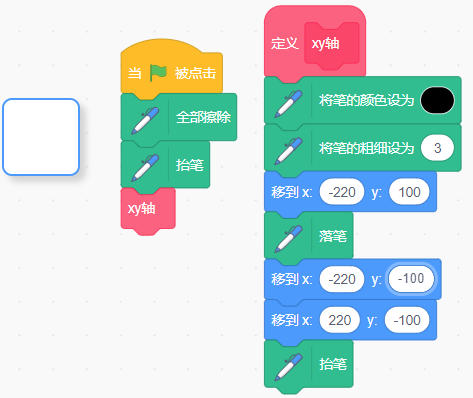 当 被点击
全部擦除
抬笔
xy轴
定义 xy轴
将笔的颜色设为
将笔的粗细设为 3
移到 x: -220 y: 100
落笔
移到 x: -220 y: -100
移到 x: 220 y: -100
抬笔